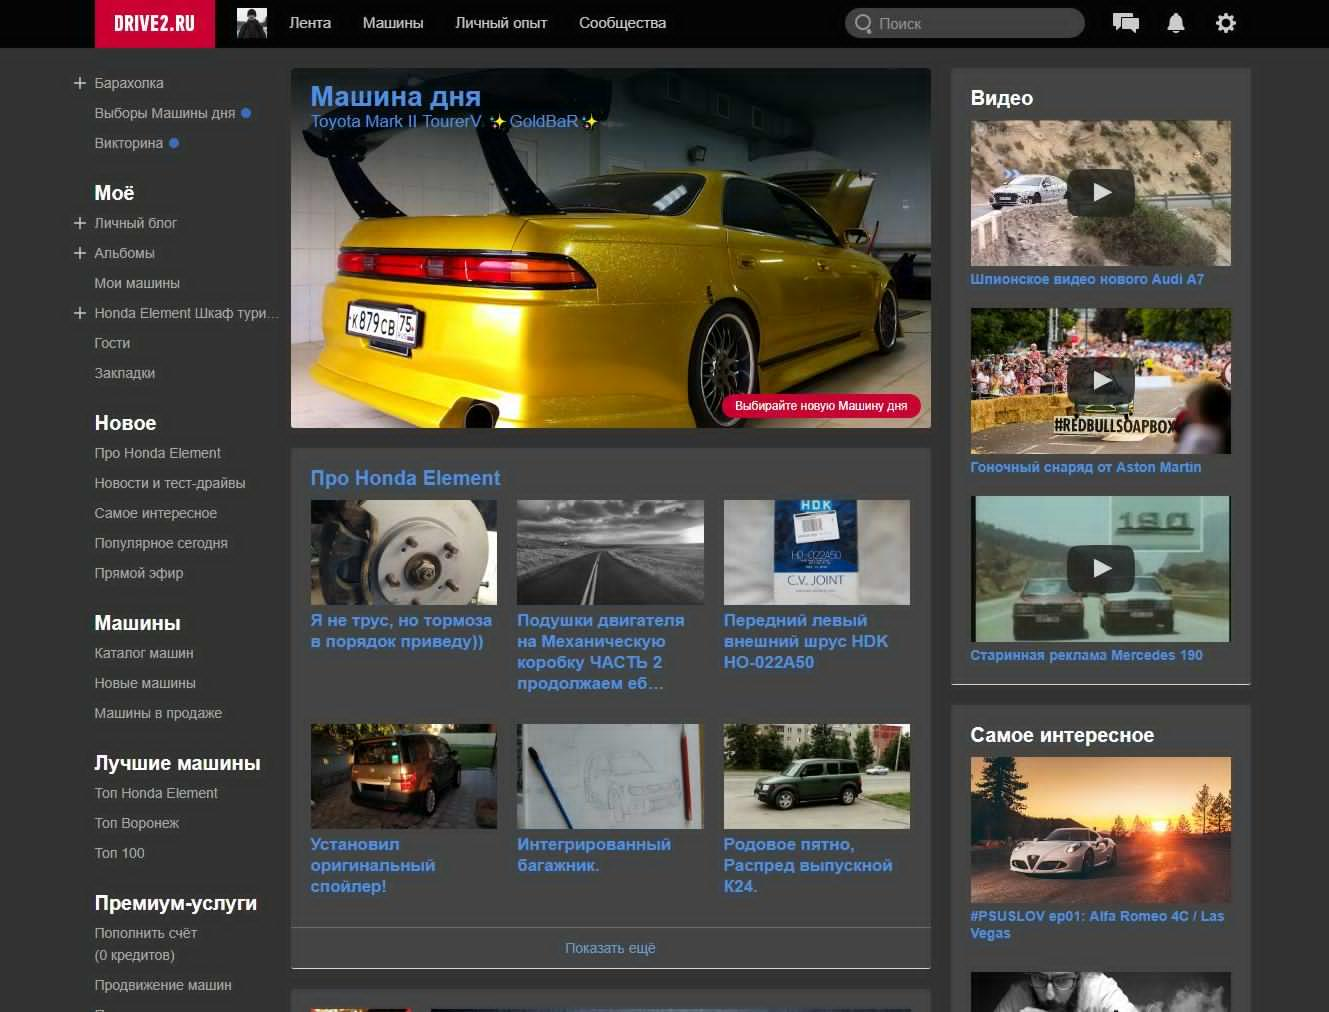 DRIVE2.RU
Лента
Машины
Личный опыт
Сообщества
Поиск
Барахолка
Выборы Машины дня
Викторина
Моё
Личный блог
Альбомы
Мои машины
Honda Element Шкаф тури...
Гости
Закладки
Новое
Про Honda Element
Новости и тест-драйвы
Самое интересное
Популярное сегодня
Прямой эфир
Машины
Каталог машин
Новые машины
Машины в продаже
Лучшие машины
Топ Honda Element
Топ Воронеж
Топ 100
Премиум-услуги
Пополнить счёт
(0 кредитов)
Продвижение машин
Машина дня
Toyota Mark II TourerV ✨GoldBaR✨
К879СВ 75
Выбирайте новую Машину дня
Про Honda Element
Я не трус, но тормоза
в порядок приведу))
Подушки двигателя
на Механическую
коробку ЧАСТЬ 2
продолжаем еб...
HDK
HO-022A50
C.V. JOINT
Передний левый
внешний шрус HDK
HO-022A50
Установил
оригинальный
спойлер!
Интегрированный
багажник.
Родовое пятно,
Распред выпускной
К24.
Показать ещё
Видео
Шпионское видео нового Audi A7
#REDBULLSOAPBOX
Гоночный снаряд от Aston Martin
190
Старинная реклама Mercedes 190
Самое интересное
#PSUSLOV ep01: Alfa Romeo 4C / Las
Vegas